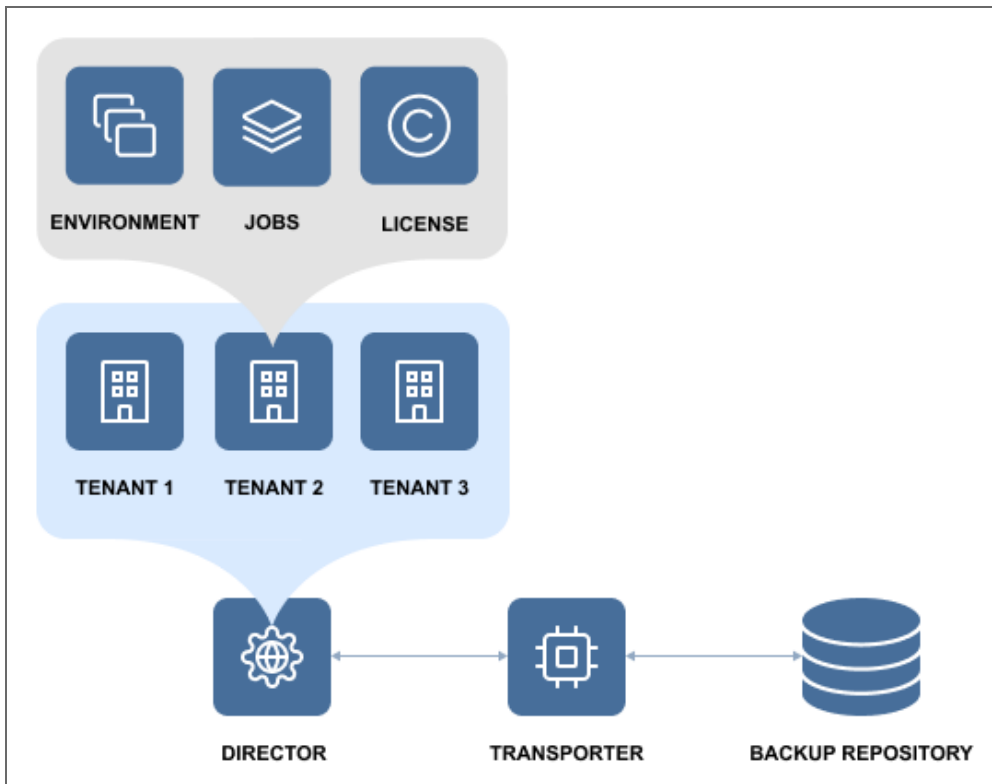 ENVIRONMENT JOBS LICENSE
TENANT 1 TENANT 2 TENANT 3
DIRECTOR TRANSPORTER BACKUP REPOSITORY